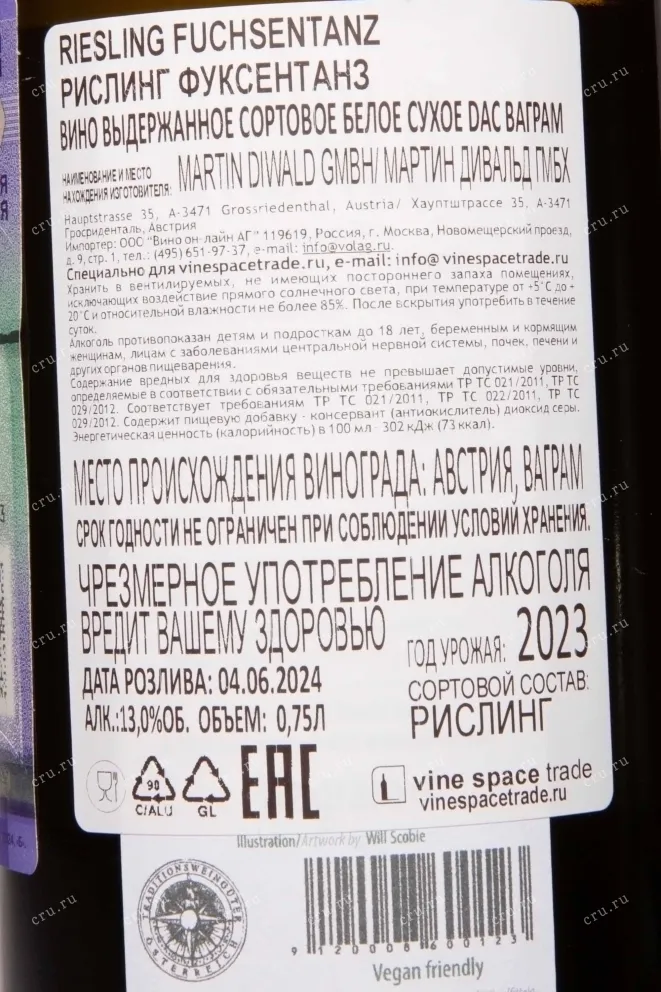 RIESLING FUCHSENTANZ
РИСЛИНГ ФУКСЕНТАНЗ
ВИНО ВЫДЕРЖАННОЕ СОРТОВОЕ БЕЛОЕ СУХОЕ DAC ВАГРАМ
НАИМЕНОВАНИЕ И МЕСТО
НАХОЖДЕНИЯ ИЗГОТОВИТЕЛЯ: MARTIN DIWALD GMBH/ МАРТИН ДИВАЛЬД ГМБХ
Hauptstrasse 35, A-3471 Grossriedenthal, Austria/ Хауптштрассе 35, А-3471
Гросриденталь, Австрия
Импортер: ООО "Вино он-лайн АГ" 119619, Россия, г. Москва, Новомещерский проезд,
д. 9, стр. 1, тел.: (495) 651-97-37, e-mail: info@volag.ru.
Специально для vinespacetrade.ru, e-mail: info@ vinespacetrade.ru
Хранить в вентилируемых, не имеющих постороннего запаха помещениях,
исключающих воздействие прямого солнечного света, при температуре от +5°С до +
20°С и относительной влажности не более 85%. После вскрытия употребить в течение
суток.
Алкоголь противопоказан детям и подросткам до 18 лет, беременным и кормящим
женщинам, лицам с заболеваниями центральной нервной системы, почек, печени и
других органов пищеварения.
Содержание вредных для здоровья веществ не превышает допустимые уровни,
определяемые в соответствии с обязательными требованиями ТР ТС 021/2011, ТР ТС
029/2012. Соответствует требованиям ТР ТС 021/2011, ТР ТС 022/2011, ТР ТС
029/2012. Содержит пищевую добавку - консервант (антиокислитель) диоксид серы.
Энергетическая ценность (калорийность) в 100 мл - 302 кДж (73 ккал).
МЕСТО ПРОИСХОЖДЕНИЯ ВИНОГРАДА: АВСТРИЯ, ВАГРАМ
СРОК ГОДНОСТИ НЕ ОГРАНИЧЕН ПРИ СОБЛЮДЕНИИ УСЛОВИЙ ХРАНЕНИЯ.
ЧРЕЗМЕРНОЕ УПОТРЕБЛЕНИЕ АЛКОГОЛЯ
ВРЕДИТ ВАШЕМУ ЗДОРОВЬЮ
ГОД УРОЖАЯ: 2023
ДАТА РОЗЛИВА: 04.06.2024
СОРТОВОЙ СОСТАВ:
АЛК.:13,0%ОБ. ОБЪЕМ: 0,75Л
РИСЛИНГ
90
C/ALU
GL
EAC
vine space trade
vinespacetrade.ru
Illustration/Artwork by Will Scobie
TRADITIONSWEINGÜTER
ÖSTERREICH
9 120008 600123
Vegan friendly
cru.ru